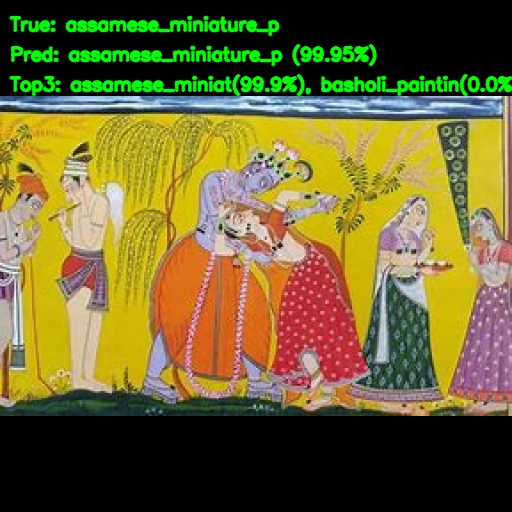 True: assamese_miniature_p
Pred: assamese_miniature_p (99.95%)
Top3: assamese_miniat(99.9%), basholi_paintin(0.0%